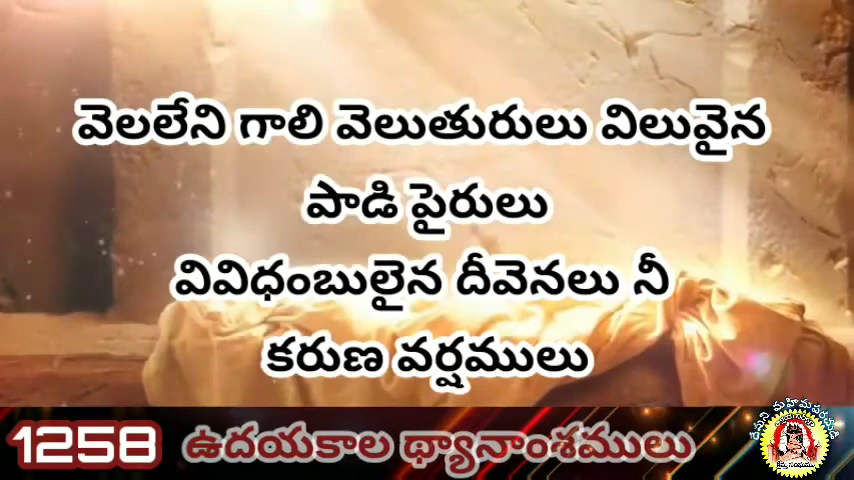 వెలలేని గాలి వెలుతురులు విలువైన
పాడి పైరులు
వివిధంబులైన దీవెనలు నీ
కరుణ వర్షములు
1258 ఉదయకాల థ్యానాంశములు